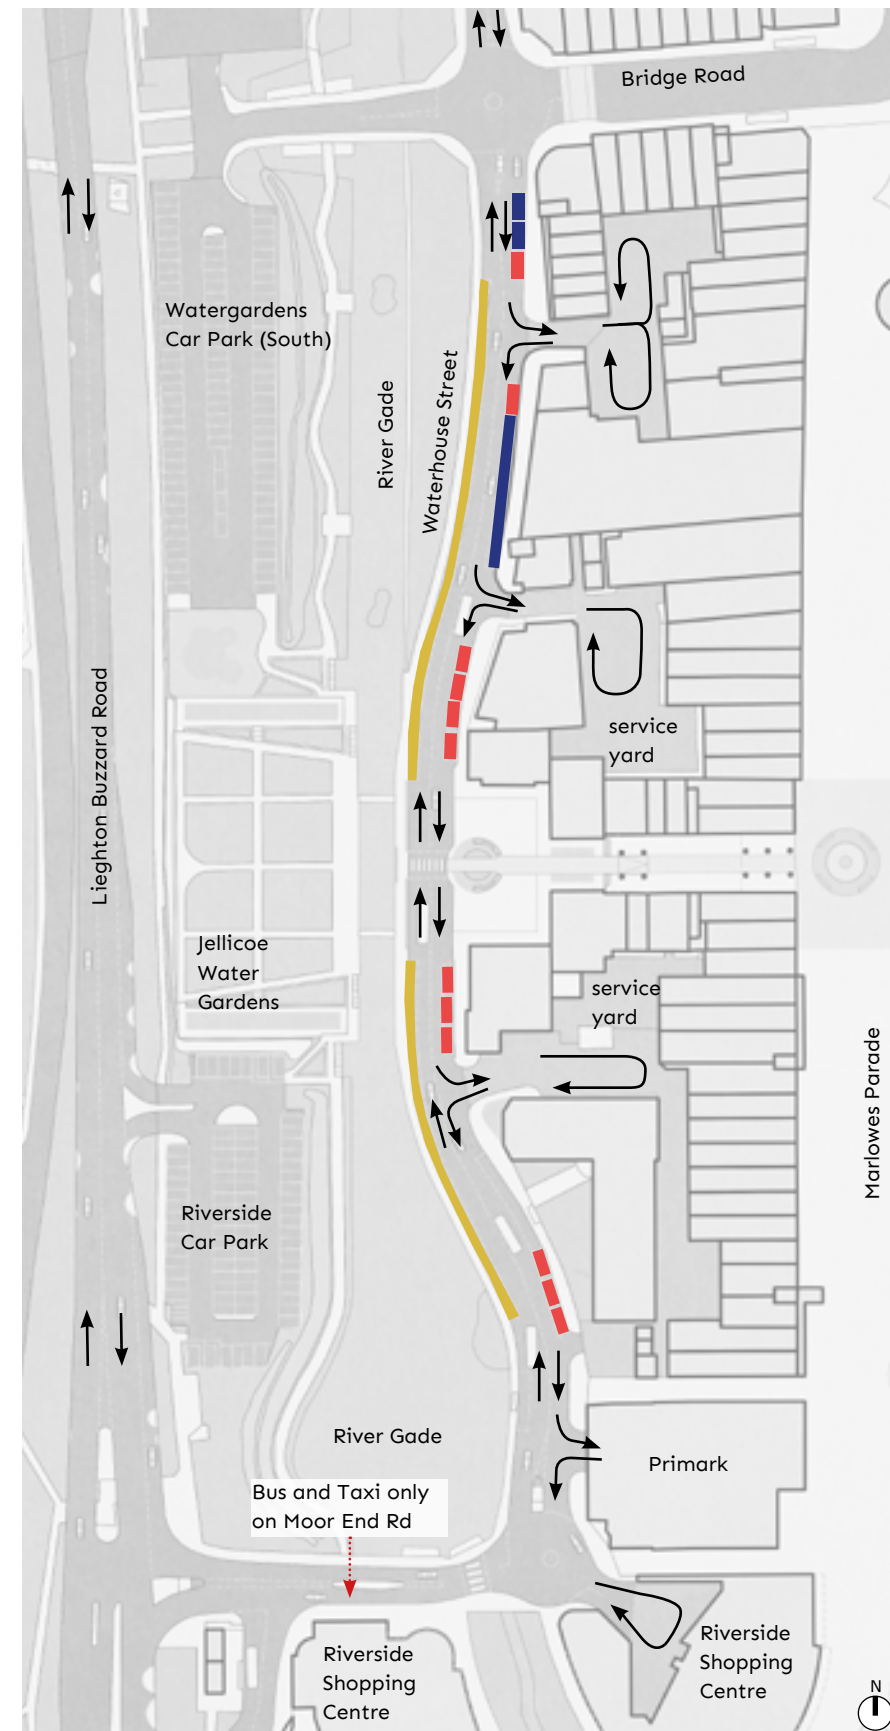 Bridge Road
Watergardens
Car Park (South)
River Gade
Waterhouse Street
Lieghton Buzzard Road
service
yard
Jellicoe
Water
Gardens
service
yard
Marlowes Parade
Riverside
Car Park
River Gade
Primark
Bus and Taxi only
on Moor End Rd
Riverside
Shopping
Centre
Riverside
Shopping
Centre
N